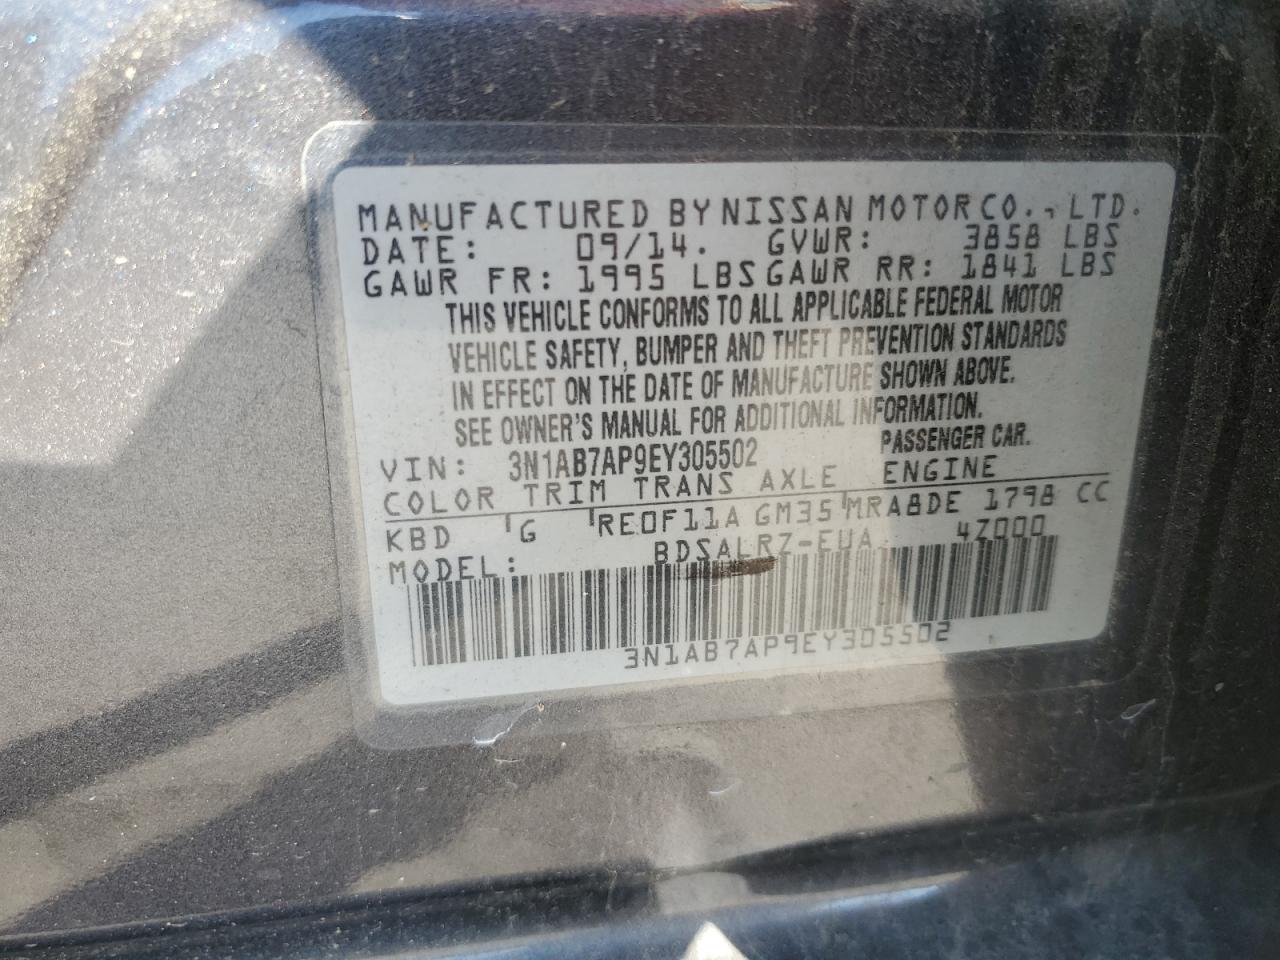 MANUFACTURED BY NISSAN MOTOR CO., LTD.
DATE: 09/14. GVWR: 3858 LBS
GAWR FR: 1995 LBS GAWR RR: 1841 LBS
THIS VEHICLE CONFORMS TO ALL APPLICABLE FEDERAL MOTOR
VEHICLE SAFETY, BUMPER AND THEFT PREVENTION STANDARDS
IN EFFECT ON THE DATE OF MANUFACTURE SHOWN ABOVE.
SEE OWNER'S MANUAL FOR ADDITIONAL INFORMATION.
VIN: 3N1AB7AP9EY305502 PASSENGER CAR.
COLOR TRIM TRANS AXLE ENGINE
KBD G RE0F11A GM35 MRA8DE 1798 CC
MODEL: BDSALRZ-EUA 4Z000
3N1AB7AP9EY305502